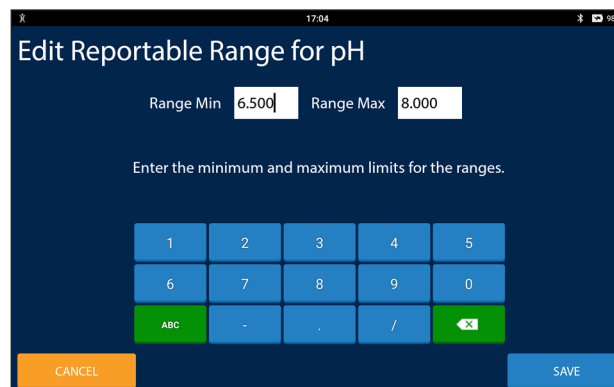 17:04
98
Edit Reportable Range for pH
Range Min 6.500 Range Max 8.000
Enter the minimum and maximum limits for the ranges.
1 2 3 4 5
6 7 8 9 0
ABC - . /
CANCEL SAVE